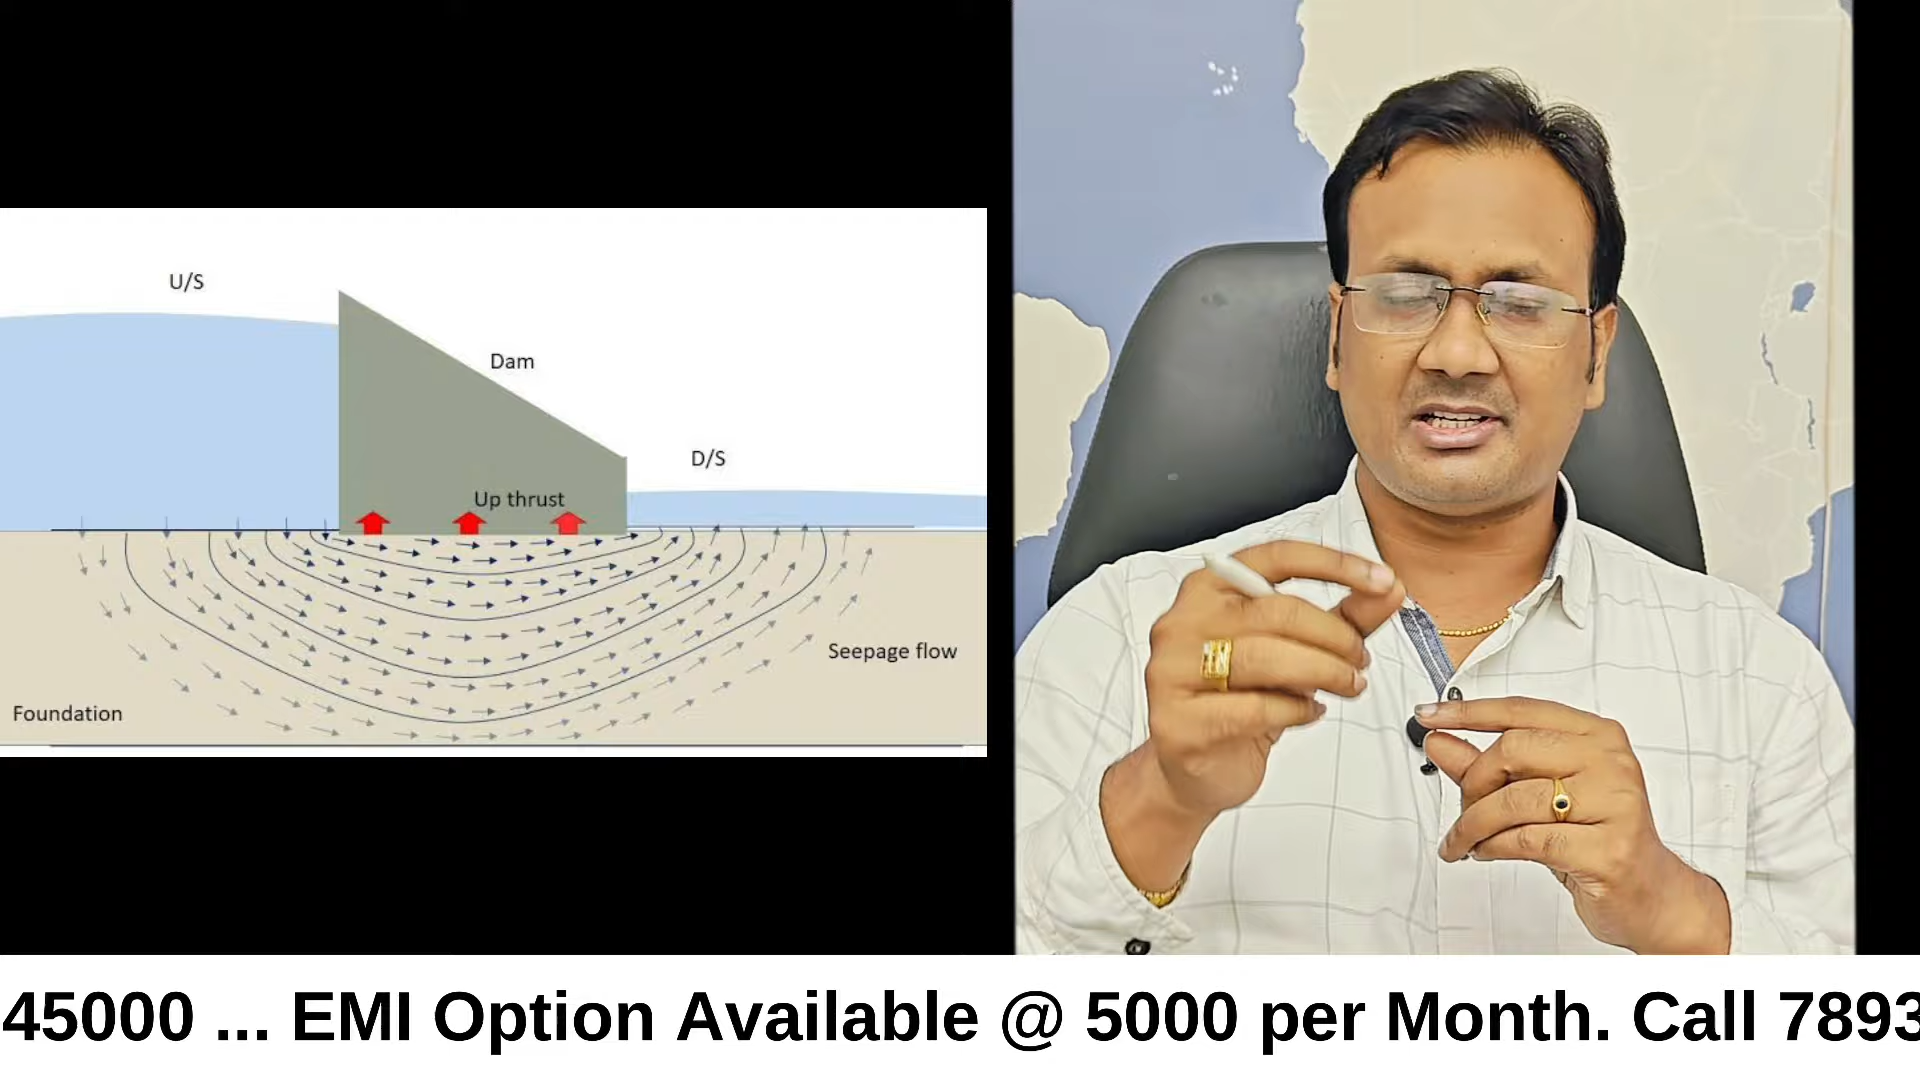 U/S
Dam
D/S
Up thrust
Seepage flow
Foundation
45000 ... EMI Option Available @ 5000 per Month. Call 7893